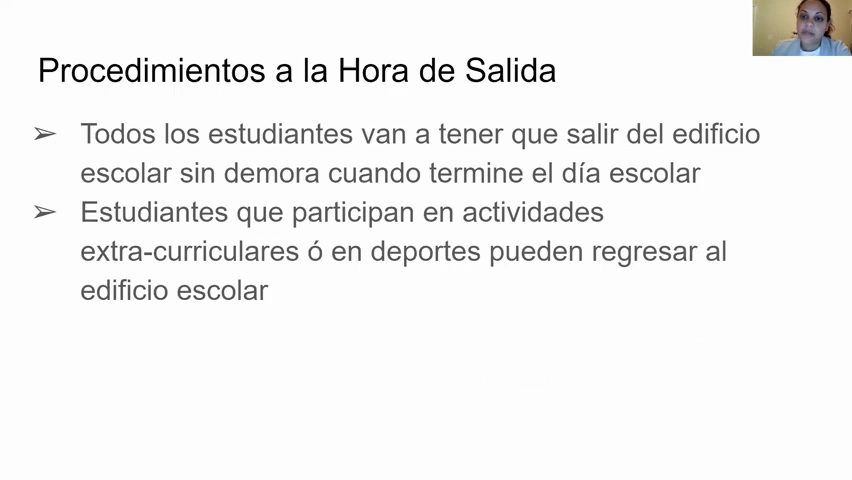 Procedimientos a la Hora de Salida
➢ Todos los estudiantes van a tener que salir del edificio
escolar sin demora cuando termine el día escolar
➢ Estudiantes que participan en actividades
extra-curriculares ó en deportes pueden regresar al
edificio escolar